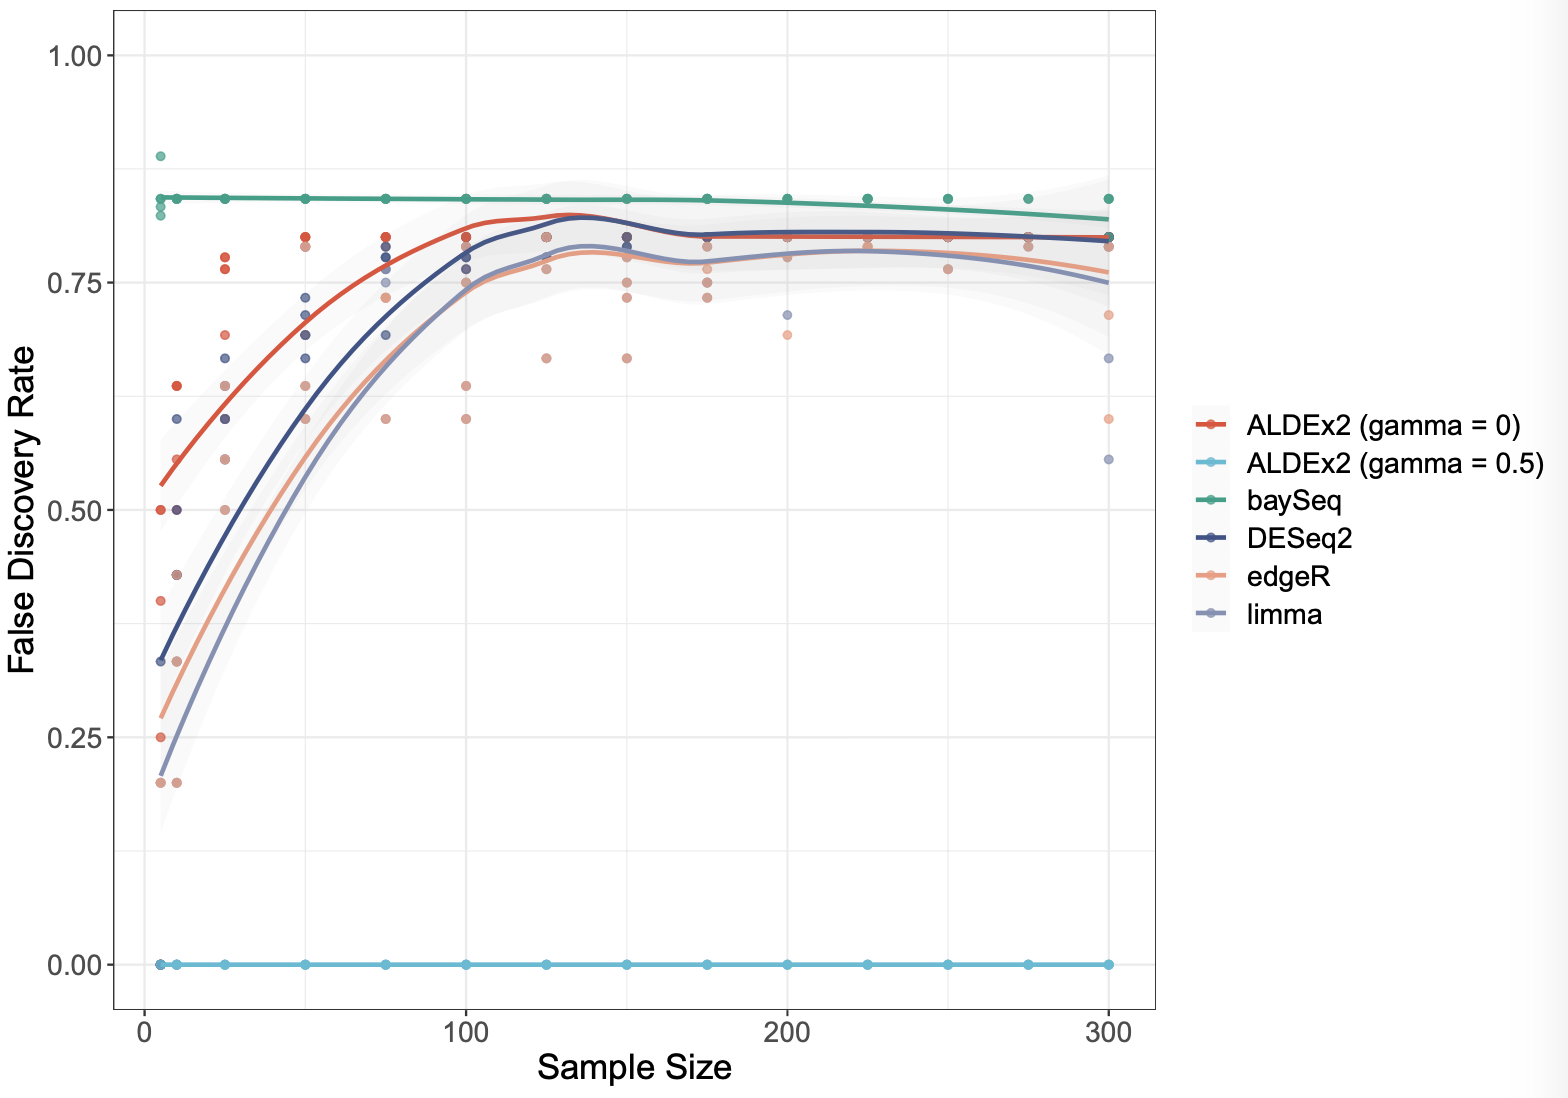 False Discovery Rate
1.00
0.75
0.50
0.25
0.00
0 100 200 300
Sample Size
ALDEx2 (gamma = 0)
ALDEx2 (gamma = 0.5)
baySeq
DESeq2
edgeR
limma